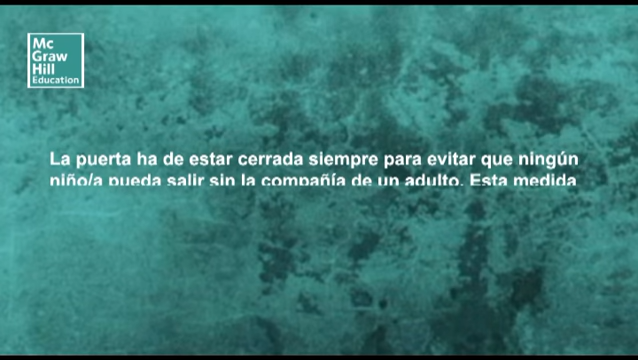 Mc
Graw
Hill
Education
La puerta ha de estar cerrada siempre para evitar que ningún
niño/a pueda salir sin la compañía de un adulto. Esta medida